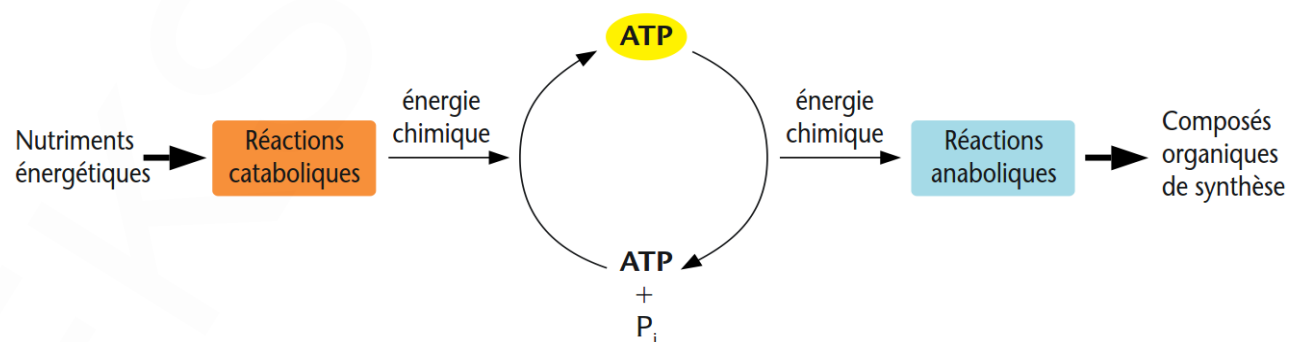 ATP
énergie
chimique
énergie
chimique
Nutriments
énergétiques
Réactions
cataboliques
Réactions
anaboliques
Composés
organiques
de synthèse
ATP
+
Pi